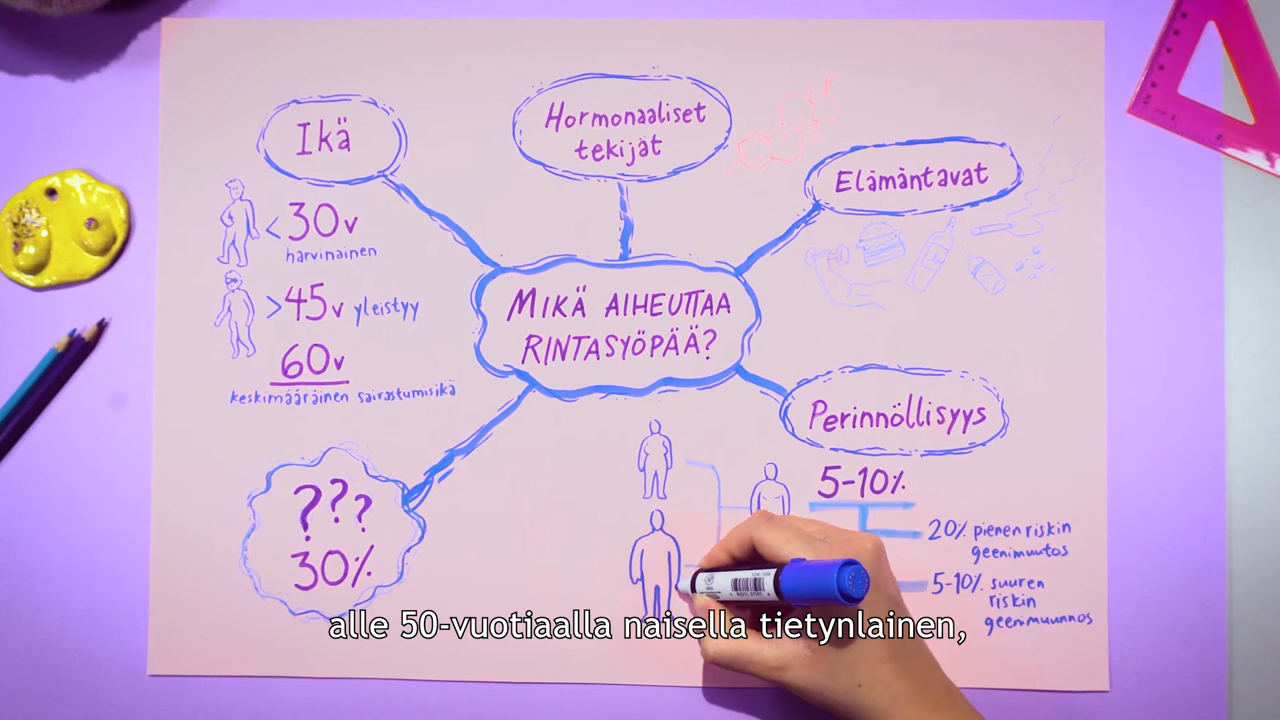 Ikä
< 30v
harvinainen
> 45v yleistyy
60v
keskimääräinen sairastumisikä
Hormonaaliset
tekijät
Elämäntavat
MIKÄ AIHEUTTAA
RINTASYÖPÄÄ?
???
30%
Perinnöllisyys
5-10%
20% pienen riskin
geenimuutos
5-10% suuren
riskin
geenimuunnos
alle 50-vuotiaalla naisella tietynlainen,